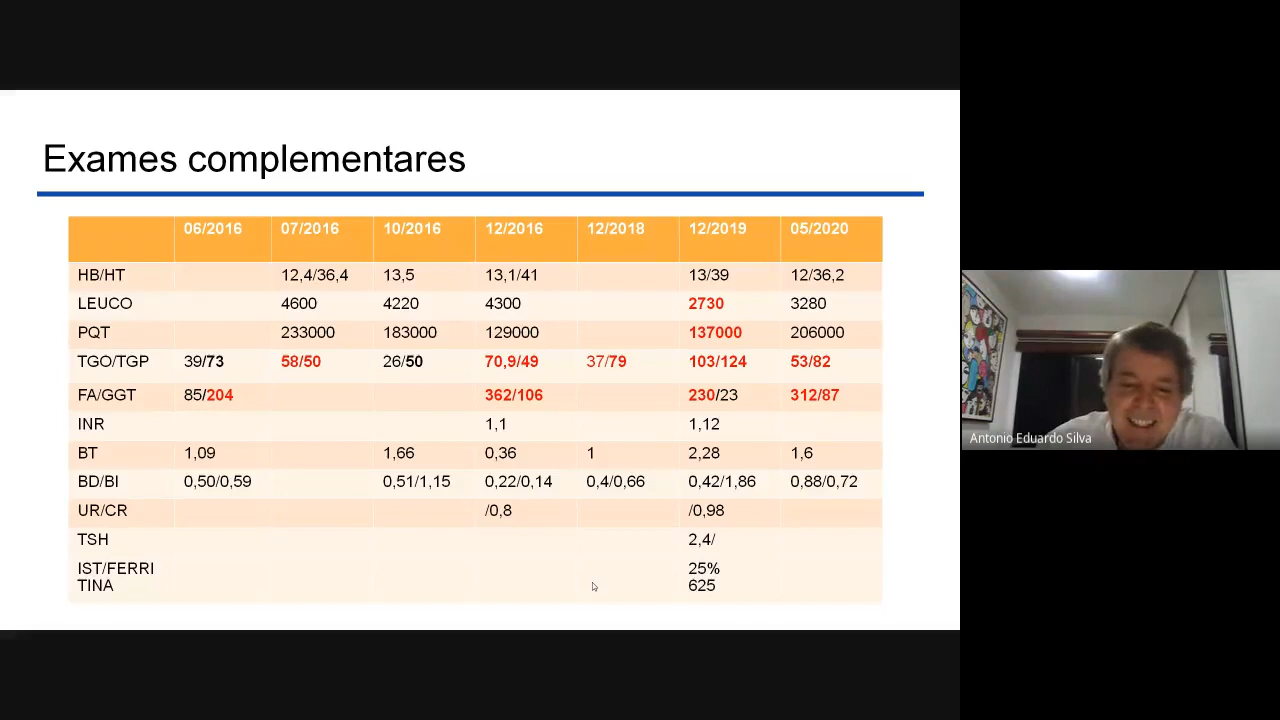 Exames complementares
06/2016 07/2016 10/2016 12/2016 12/2018 12/2019 05/2020
HB/HT 12,4/36,4 13,5 13,1/41 13/39 12/36,2
LEUCO 4600 4220 4300 2730 3280
PQT 233000 183000 129000 137000 206000
TGO/TGP 39/73 58/50 26/50 70,9/49 37/79 103/124 53/82
FA/GGT 85/204 362/106 230/23 312/87
INR 1,1 1,12
BT 1,09 1,66 0,36 1 2,28 1,6
BD/BI 0,50/0,59 0,51/1,15 0,22/0,14 0,4/0,66 0,42/1,86 0,88/0,72
UR/CR /0,8 /0,98
TSH 2,4/
IST/FERRI 25%
TINA 625
Antonio Eduardo Silva